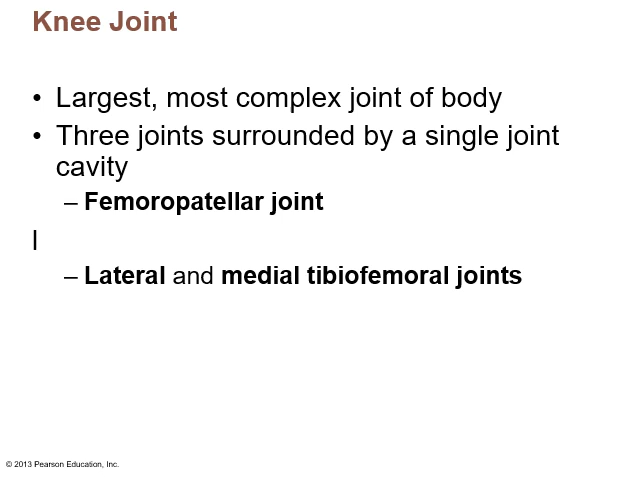 Knee Joint
• Largest, most complex joint of body
• Three joints surrounded by a single joint
cavity
– Femoropatellar joint
l
– Lateral and medial tibiofemoral joints
© 2013 Pearson Education, Inc.